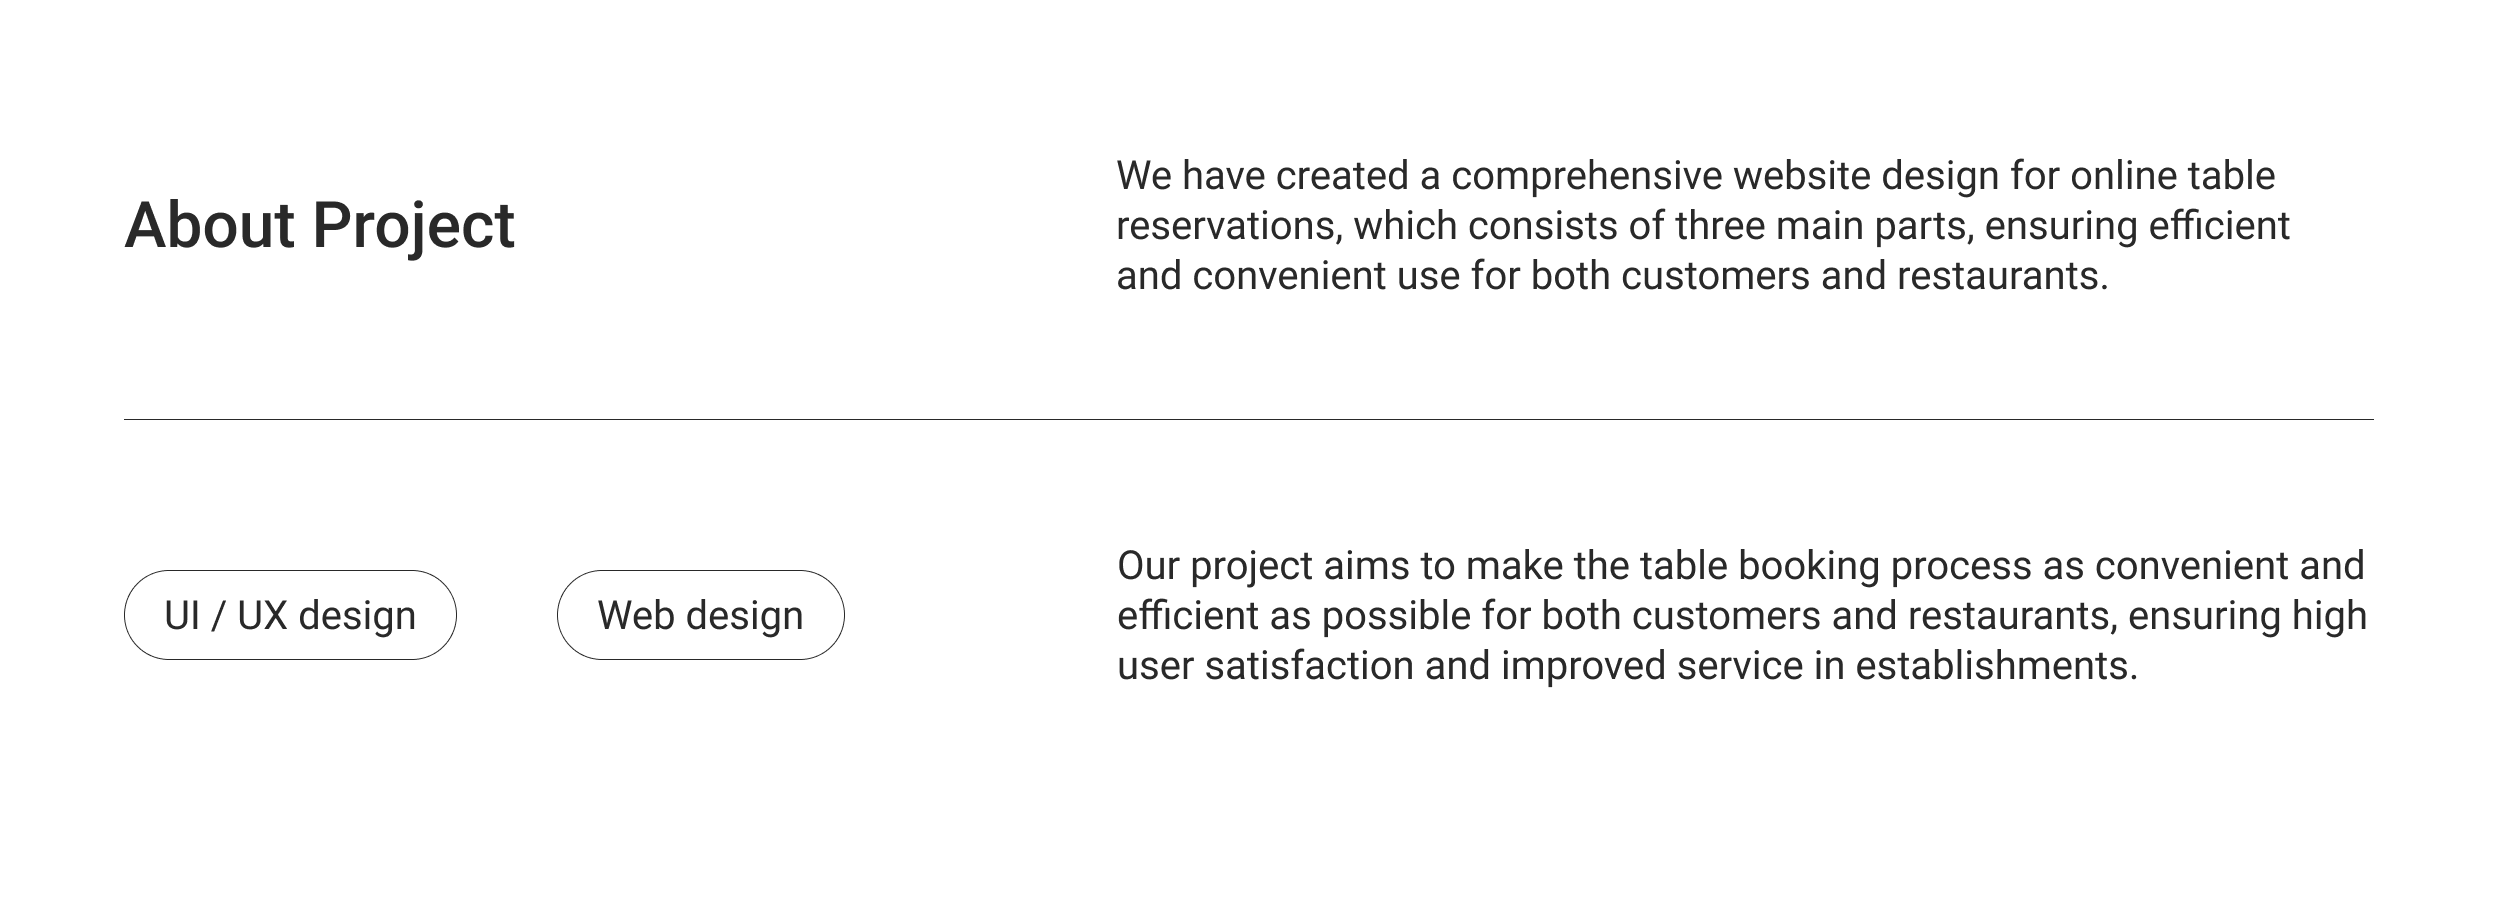 About Project
We have created a comprehensive website design for online table
reservations, which consists of three main parts, ensuring efficient
and convenient use for both customers and restaurants.
UI / UX design
Web design
Our project aims to make the table booking process as convenient and
efficient as possible for both customers and restaurants, ensuring high
user satisfaction and improved service in establishments.